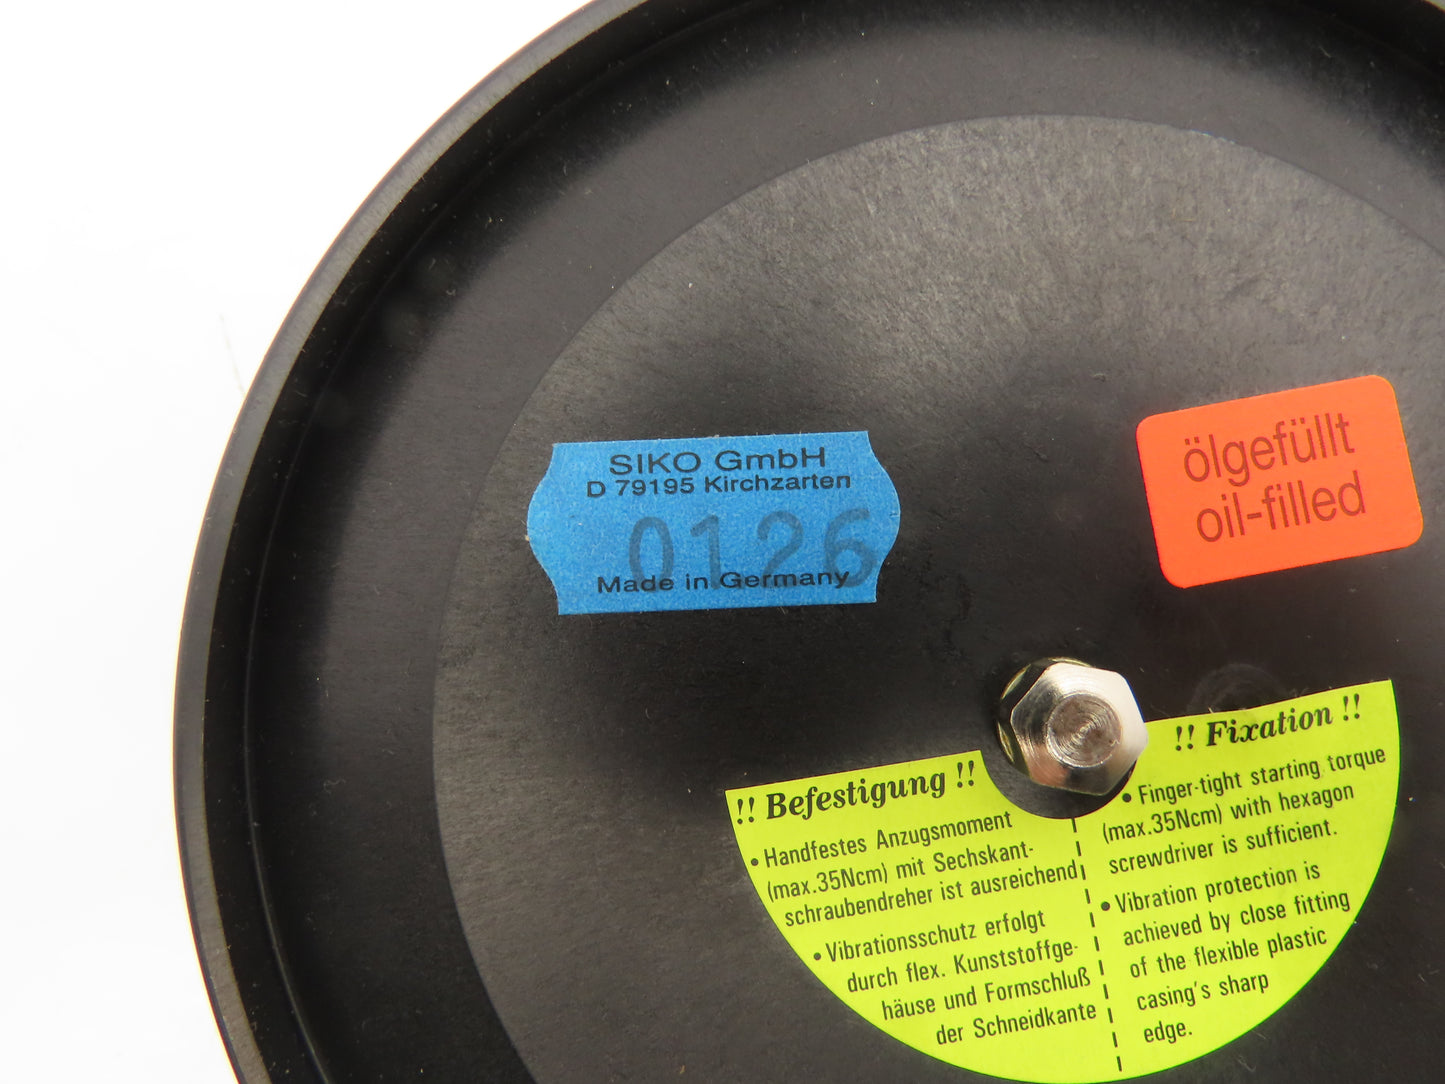 SIKO GmbH
D 79195 Kirchzarten
0126
Made in Germany
ölgefüllt
oil-filled
!! Befestigung !!
• Handfestes Anzugsmoment
(max.35Ncm) mit Sechskant-
schraubendreher ist ausreichend
• Vibrationsschutz erfolgt
durch flex. Kunststoffge-
häuse und Formschluß
der Schneidkante
!! Fixation !!
• Finger-tight starting torque
(max.35Ncm) with hexagon
screwdriver is sufficient.
• Vibration protection is
achieved by close fitting
of the flexible plastic
casing's sharp
edge.